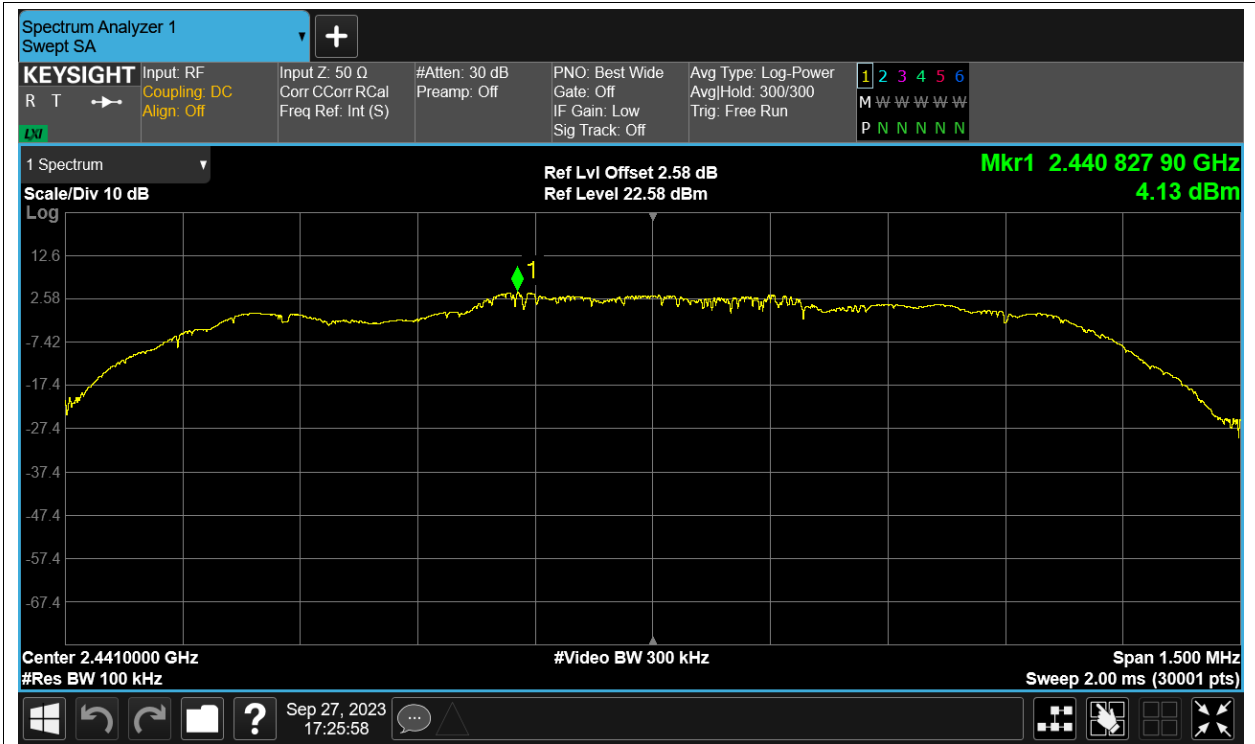 Spectrum Analyzer 1
Swept SA
KEYSIGHT
R T
LXI
Input: RF
Coupling: DC
Align: Off
Input Z: 50 Ω
Corr CCorr RCal
Freq Ref: Int (S)
#Atten: 30 dB
Preamp: Off
PNO: Best Wide
Gate: Off
IF Gain: Low
Sig Track: Off
Avg Type: Log-Power
Avg|Hold: 300/300
Trig: Free Run
1 2 3 4 5 6
M W W W W W
P N N N N N
1 Spectrum
Scale/Div 10 dB
Log
Ref Lvl Offset 2.58 dB
Ref Level 22.58 dBm
Mkr1 2.440 827 90 GHz
4.13 dBm
12.6
2.58
-7.42
-17.4
-27.4
-37.4
-47.4
-57.4
-67.4
1
Center 2.4410000 GHz
#Res BW 100 kHz
#Video BW 300 kHz
Span 1.500 MHz
Sweep 2.00 ms (30001 pts)
?
Sep 27, 2023
17:25:58